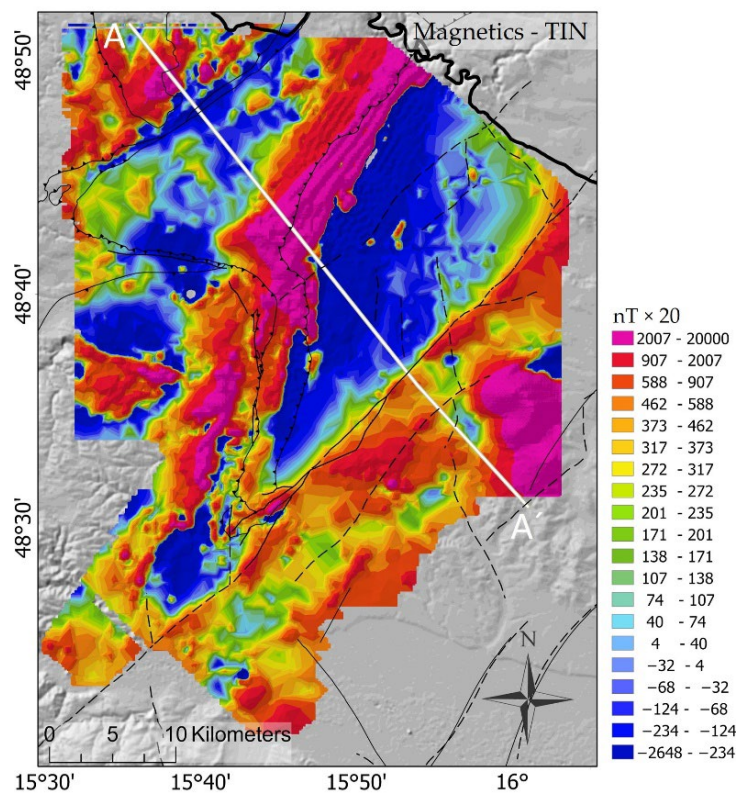 Magnetics - TIN
A
48°50'
48°40'
48°30'
A'
N
0 5 10 Kilometers
15°30' 15°40' 15°50' 16°
nT × 20
2007 - 20000
907 - 2007
588 - 907
462 - 588
373 - 462
317 - 373
272 - 317
235 - 272
201 - 235
171 - 201
138 - 171
107 - 138
74 - 107
40 - 74
4 - 40
−32 - 4
−68 - −32
−124 - −68
−234 - −124
−2648 - −234